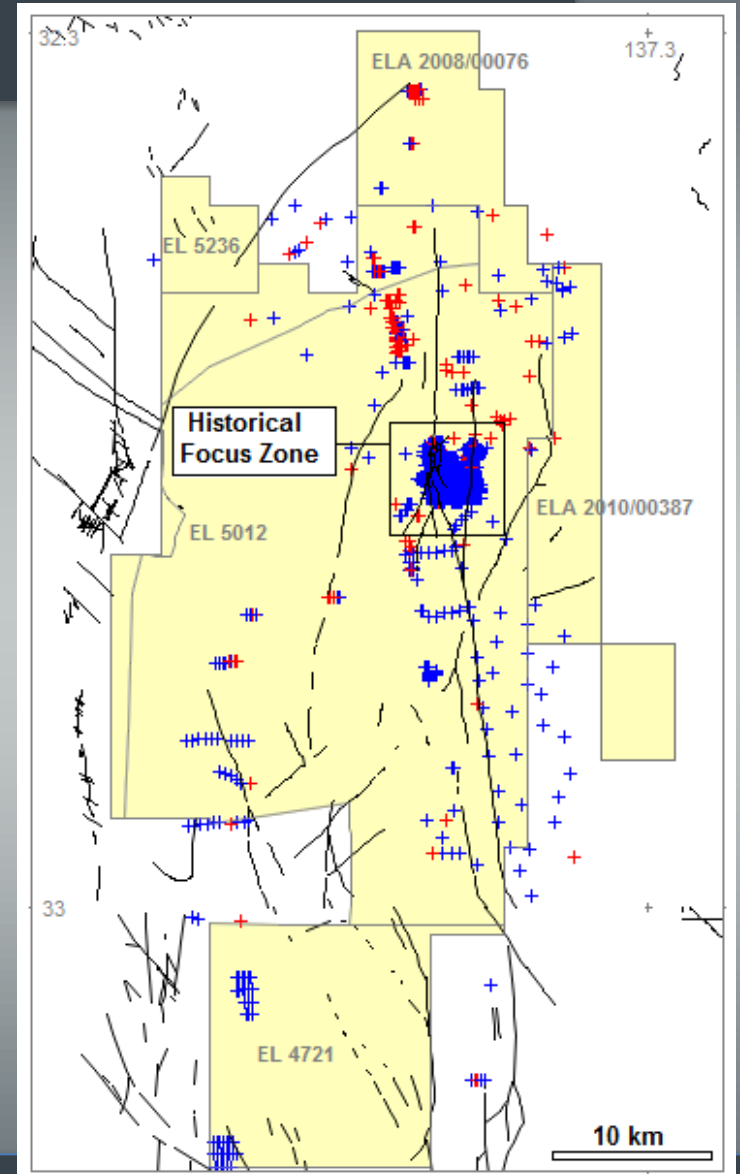 32.3
137.3
ELA 2008/00076
EL 5236
Historical
Focus Zone
EL 5012
ELA 2010/00387
33
EL 4721
10 km